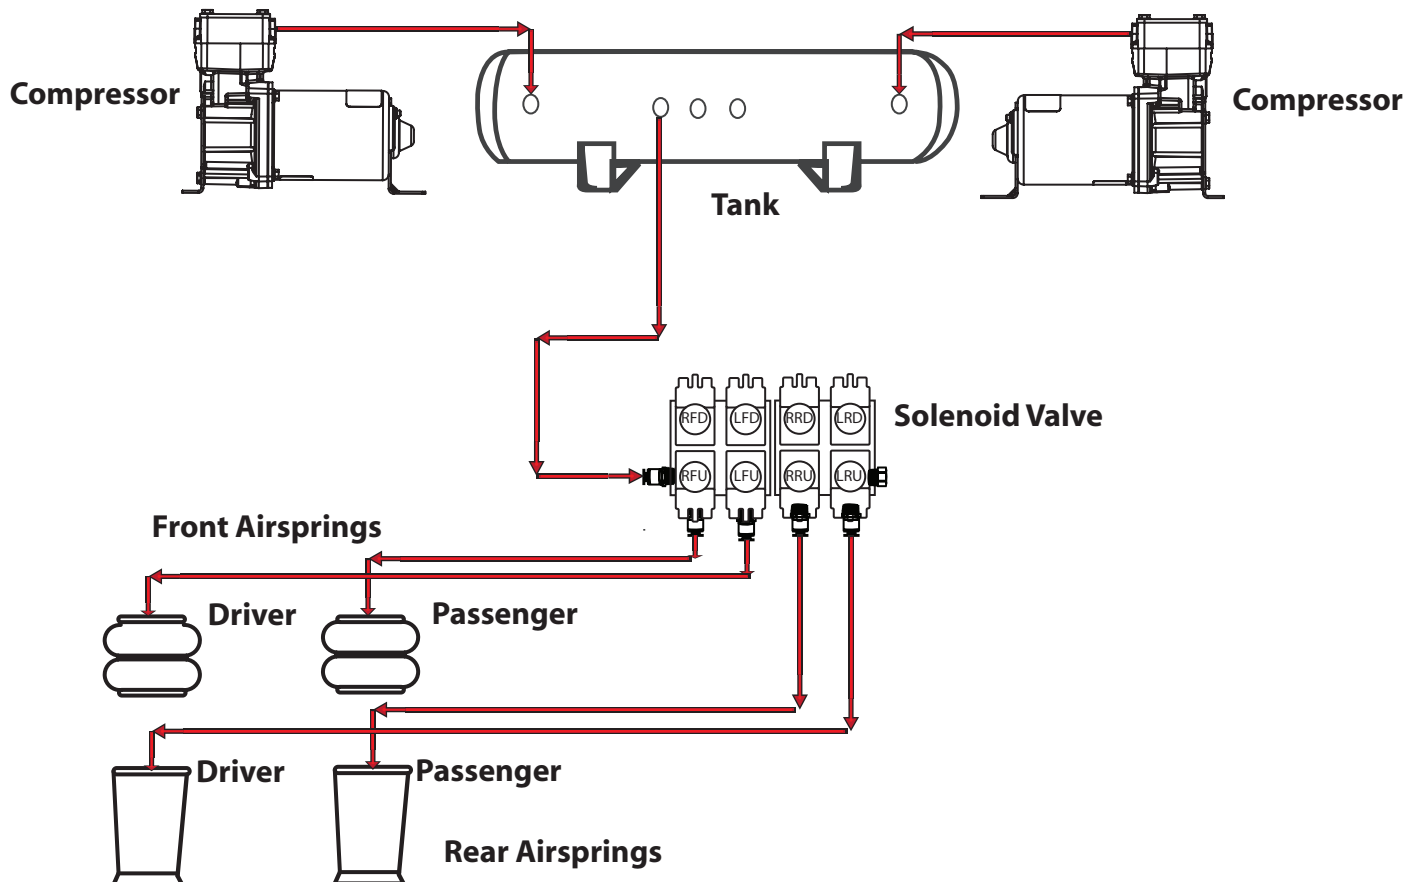 Compressor
Compressor
Tank
RFD LFD RRD LRD
Solenoid Valve
RFU LFU RRU LRU
Front Airsprings
Driver
Passenger
Driver
Passenger
Rear Airsprings